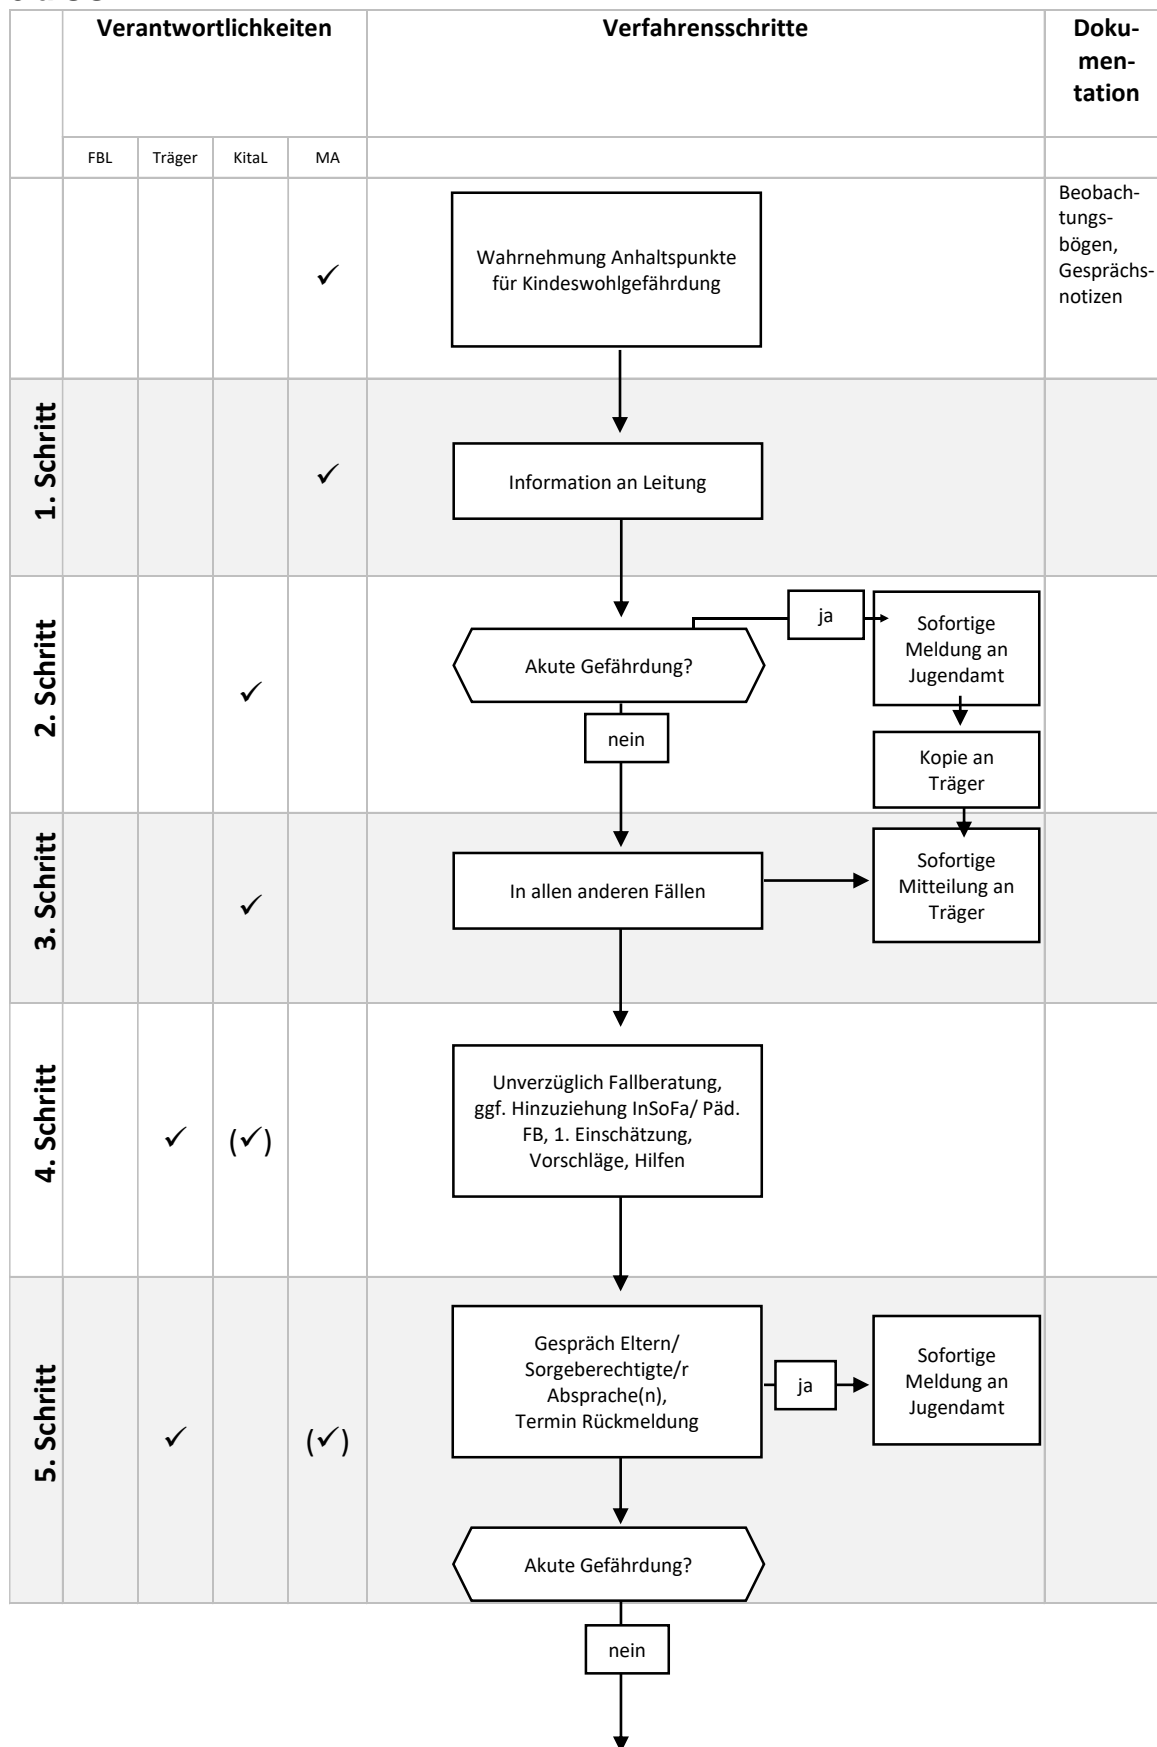 Verantwortlichkeiten
Verfahrensschritte
Doku-
men-
tation
FBL
Träger
KitaL
MA
Wahrnehmung Anhaltspunkte
für Kindeswohlgefährdung
✓
Beobach-
tungs-
bögen,
Gesprächs-
notizen
1. Schritt
✓
Information an Leitung
2. Schritt
✓
Akute Gefährdung?
ja
Sofortige
Meldung an
Jugendamt
nein
Kopie an
Träger
3. Schritt
✓
In allen anderen Fällen
Sofortige
Mitteilung an
Träger
4. Schritt
✓
(✓)
Unverzüglich Fallberatung,
ggf. Hinzuziehung InSoFa/ Päd.
FB, 1. Einschätzung,
Vorschläge, Hilfen
5. Schritt
✓
(✓)
Gespräch Eltern/
Sorgeberechtigte/r
Absprache(n),
Termin Rückmeldung
ja
Sofortige
Meldung an
Jugendamt
Akute Gefährdung?
nein